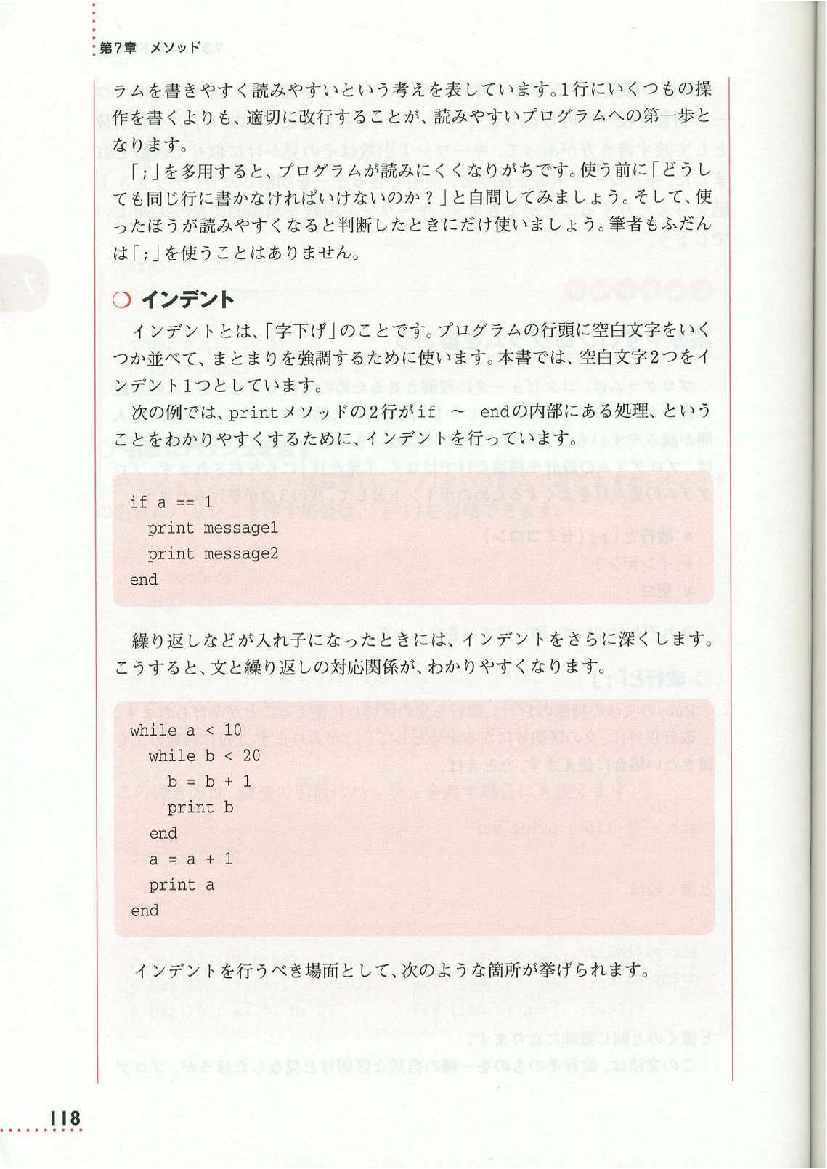 第7章 メソッド
ラムを書きやすく読みやすいという考えを表しています。1行にいくつもの操
作を書くよりも、適切に改行することが、読みやすいプログラムへの第一歩と
なります。
「;」を多用すると、プログラムが読みにくくなりがちです。使う前に「どうし
ても同じ行に書かなければいけないのか?」と自問してみましょう。そして、使
ったほうが読みやすくなると判断したときにだけ使いましょう。筆者もふだん
は「;」を使うことはありません。
○ インデント
インデントとは、「字下げ」のことです。プログラムの行頭に空白文字をいく
つか並べて、まとまりを強調するために使います。本書では、空白文字2つをイ
ンデント1つとしています。
次の例では、printメソッドの2行がif ~ endの内部にある処理、という
ことをわかりやすくするために、インデントを行っています。
if a == 1
  print message1
  print message2
end
繰り返しなどが入れ子になったときには、インデントをさらに深くします。
こうすると、文と繰り返しの対応関係が、わかりやすくなります。
while a < 10
  while b < 20
    b = b + 1
    print b
  end
  a = a + 1
  print a
end
インデントを行うべき場面として、次のような箇所が挙げられます。
118